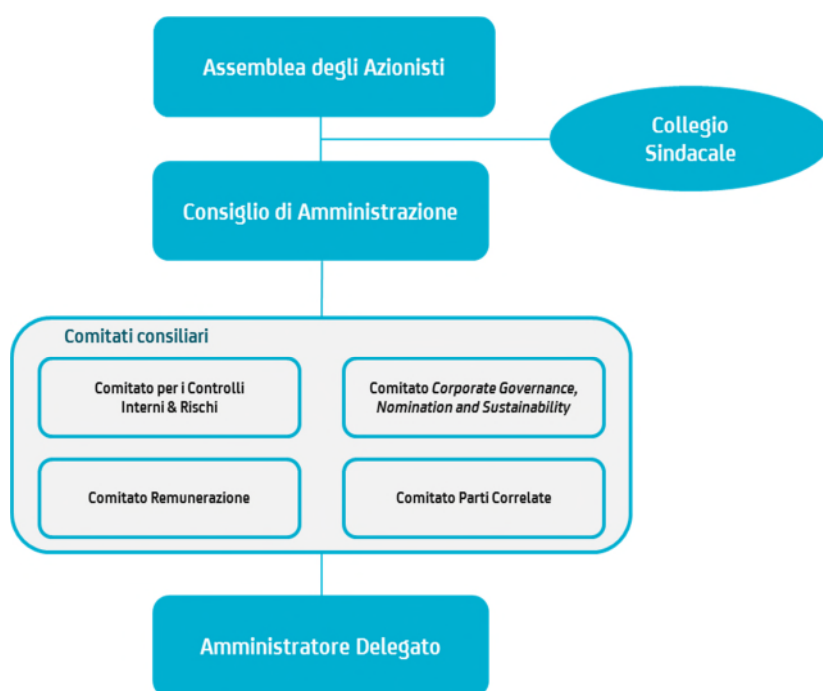 Assemblea degli Azionisti
Collegio
Sindacale
Consiglio di Amministrazione
Comitati consiliari
Comitato per i Controlli
Interni & Rischi
Comitato Corporate Governance,
Nomination and Sustainability
Comitato Remunerazione
Comitato Parti Correlate
Amministratore Delegato